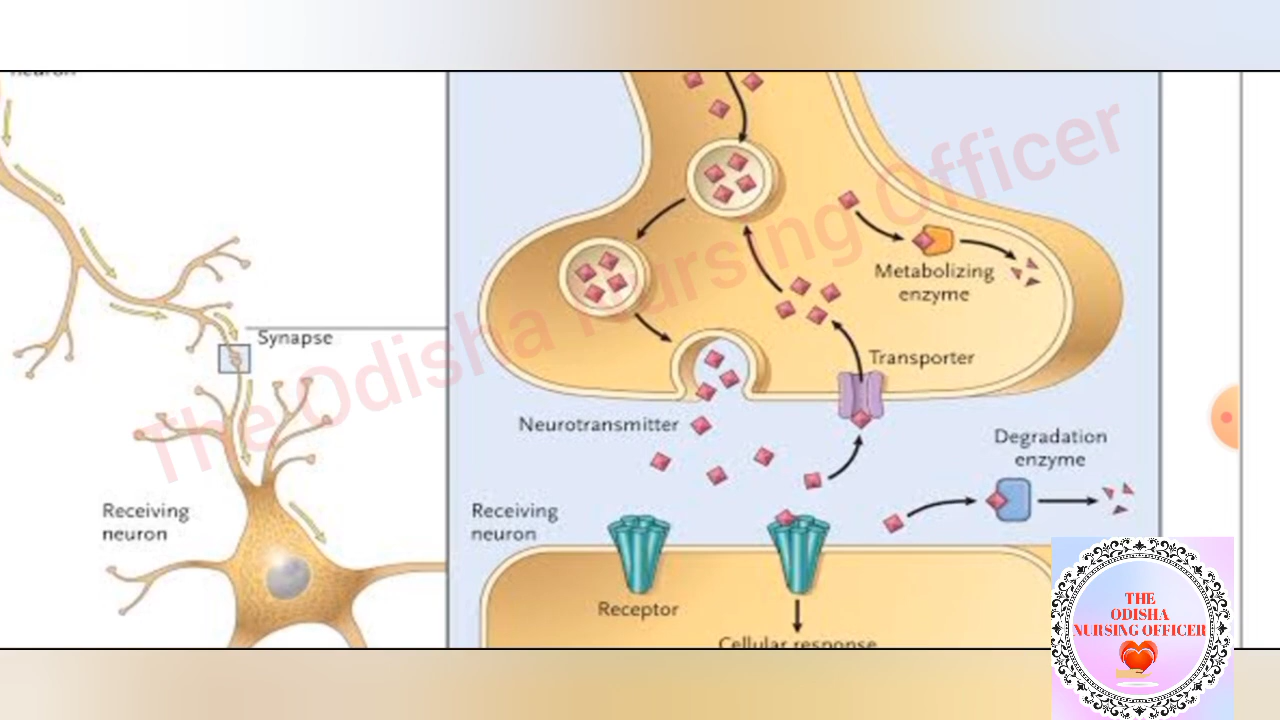 neuron
Synapse
Receiving
neuron
Metabolizing
enzyme
Transporter
Neurotransmitter
Degradation
enzyme
Receiving
neuron
Receptor
Cellular response
The Odisha Nursing Officer
THE
ODISHA
NURSING OFFICER